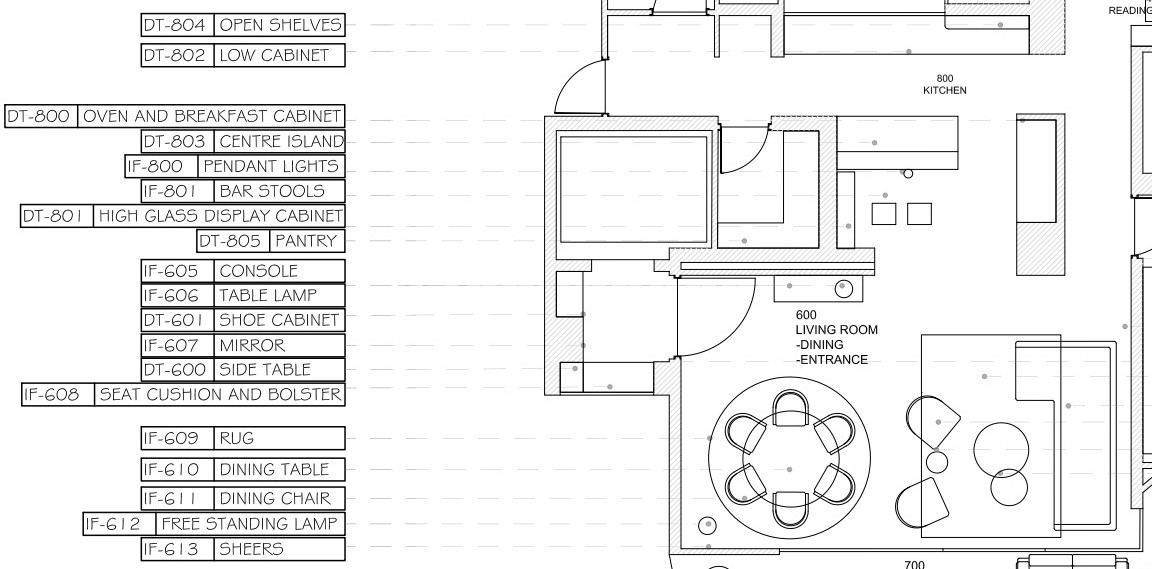 READING
DT-804 OPEN SHELVES
DT-802 LOW CABINET
800
KITCHEN
DT-800 OVEN AND BREAKFAST CABINET
DT-803 CENTRE ISLAND
IF-800 PENDANT LIGHTS
IF-801 BAR STOOLS
DT-801 HIGH GLASS DISPLAY CABINET
DT-805 PANTRY
IF-605 CONSOLE
IF-606 TABLE LAMP
DT-601 SHOE CABINET
IF-607 MIRROR
DT-600 SIDE TABLE
IF-608 SEAT CUSHION AND BOLSTER
600
LIVING ROOM
-DINING
-ENTRANCE
IF-609 RUG
IF-610 DINING TABLE
IF-611 DINING CHAIR
IF-612 FREE STANDING LAMP
IF-613 SHEERS
700